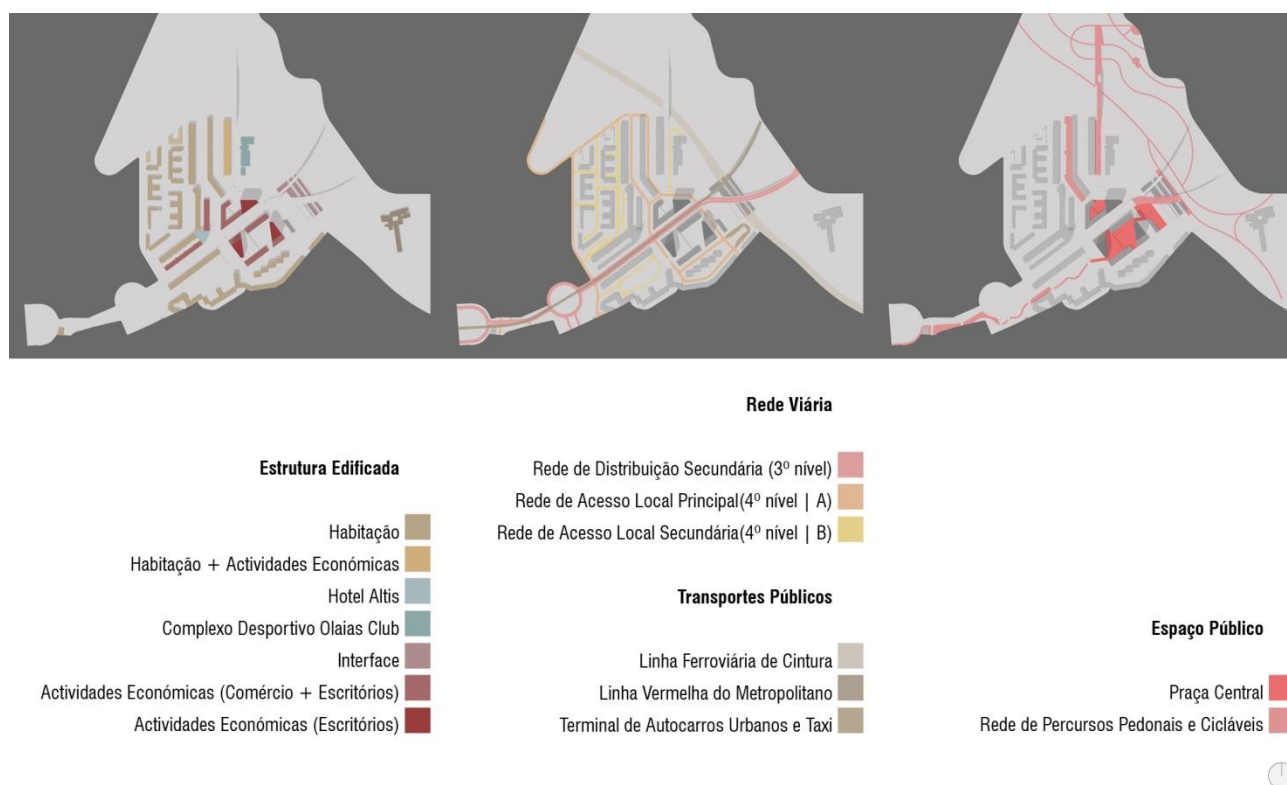 Estrutura Edificada
Habitação
Habitação + Actividades Económicas
Hotel Altis
Complexo Desportivo Olaias Club
Interface
Actividades Económicas (Comércio + Escritórios)
Actividades Económicas (Escritórios)
Rede Viária
Rede de Distribuição Secundária (3º nível)
Rede de Acesso Local Principal(4º nível | A)
Rede de Acesso Local Secundária(4º nível | B)
Transportes Públicos
Linha Ferroviária de Cintura
Linha Vermelha do Metropolitano
Terminal de Autocarros Urbanos e Taxi
Espaço Público
Praça Central
Rede de Percursos Pedonais e Cicláveis